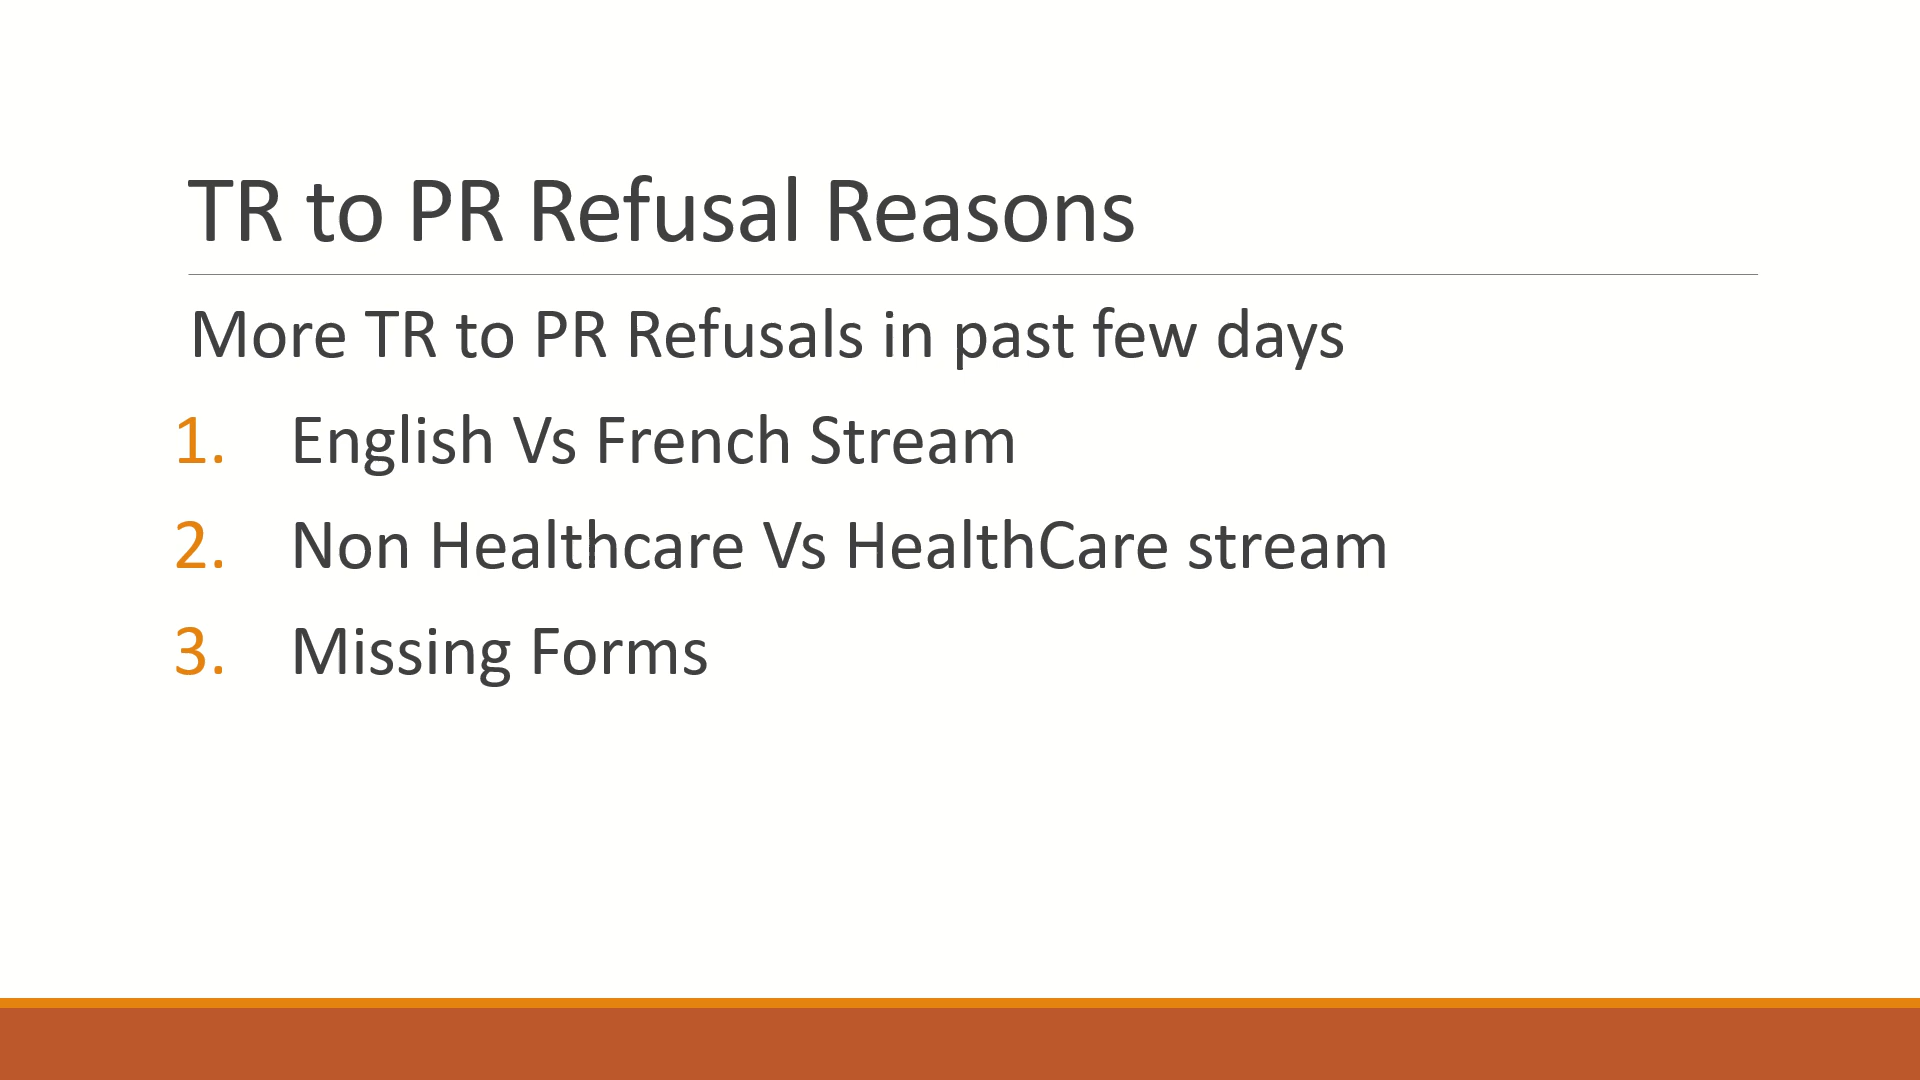 TR to PR Refusal Reasons
More TR to PR Refusals in past few days
1. English Vs French Stream
2. Non Healthcare Vs HealthCare stream
3. Missing Forms